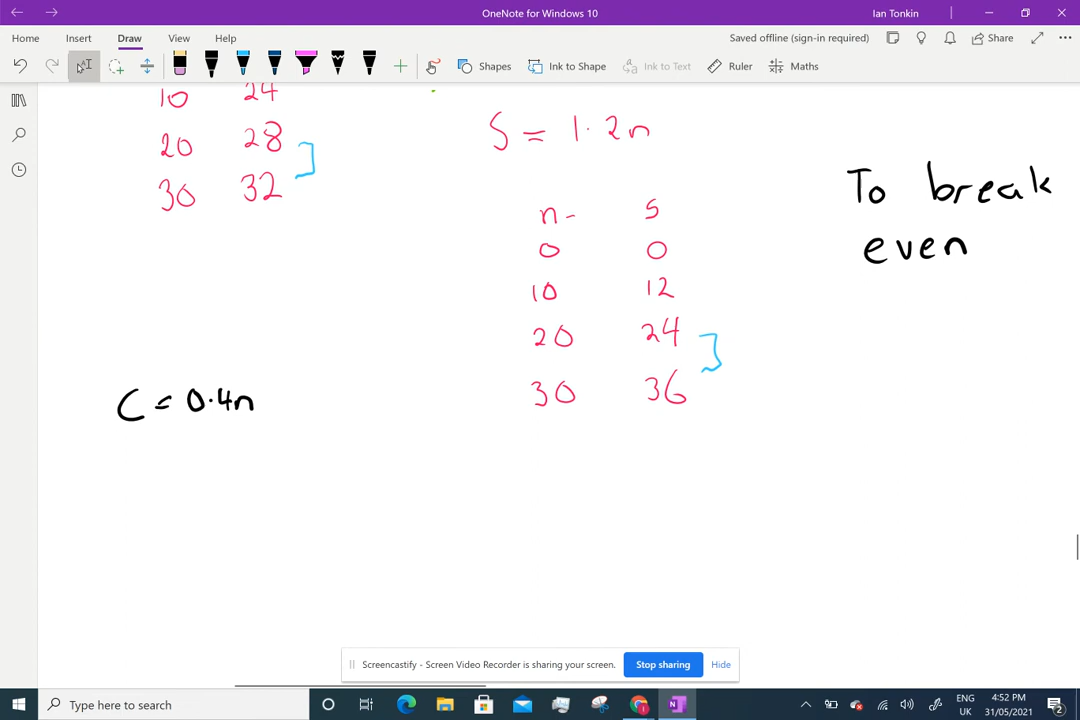 OneNote for Windows 10
Ian Tonkin
Home Insert Draw View Help
Saved offline (sign-in required)
Share
Shapes
Ink to Shape
Ink to Text
Ruler
Maths
10 24
20 28
30 32
S = 1.2n
n- S
0 0
10 12
20 24
30 36
To break
even
C = 0.4n
Screencastify - Screen Video Recorder is sharing your screen.
Stop sharing
Hide
Type here to search
ENG
UK
4:52 PM
31/05/2021
2